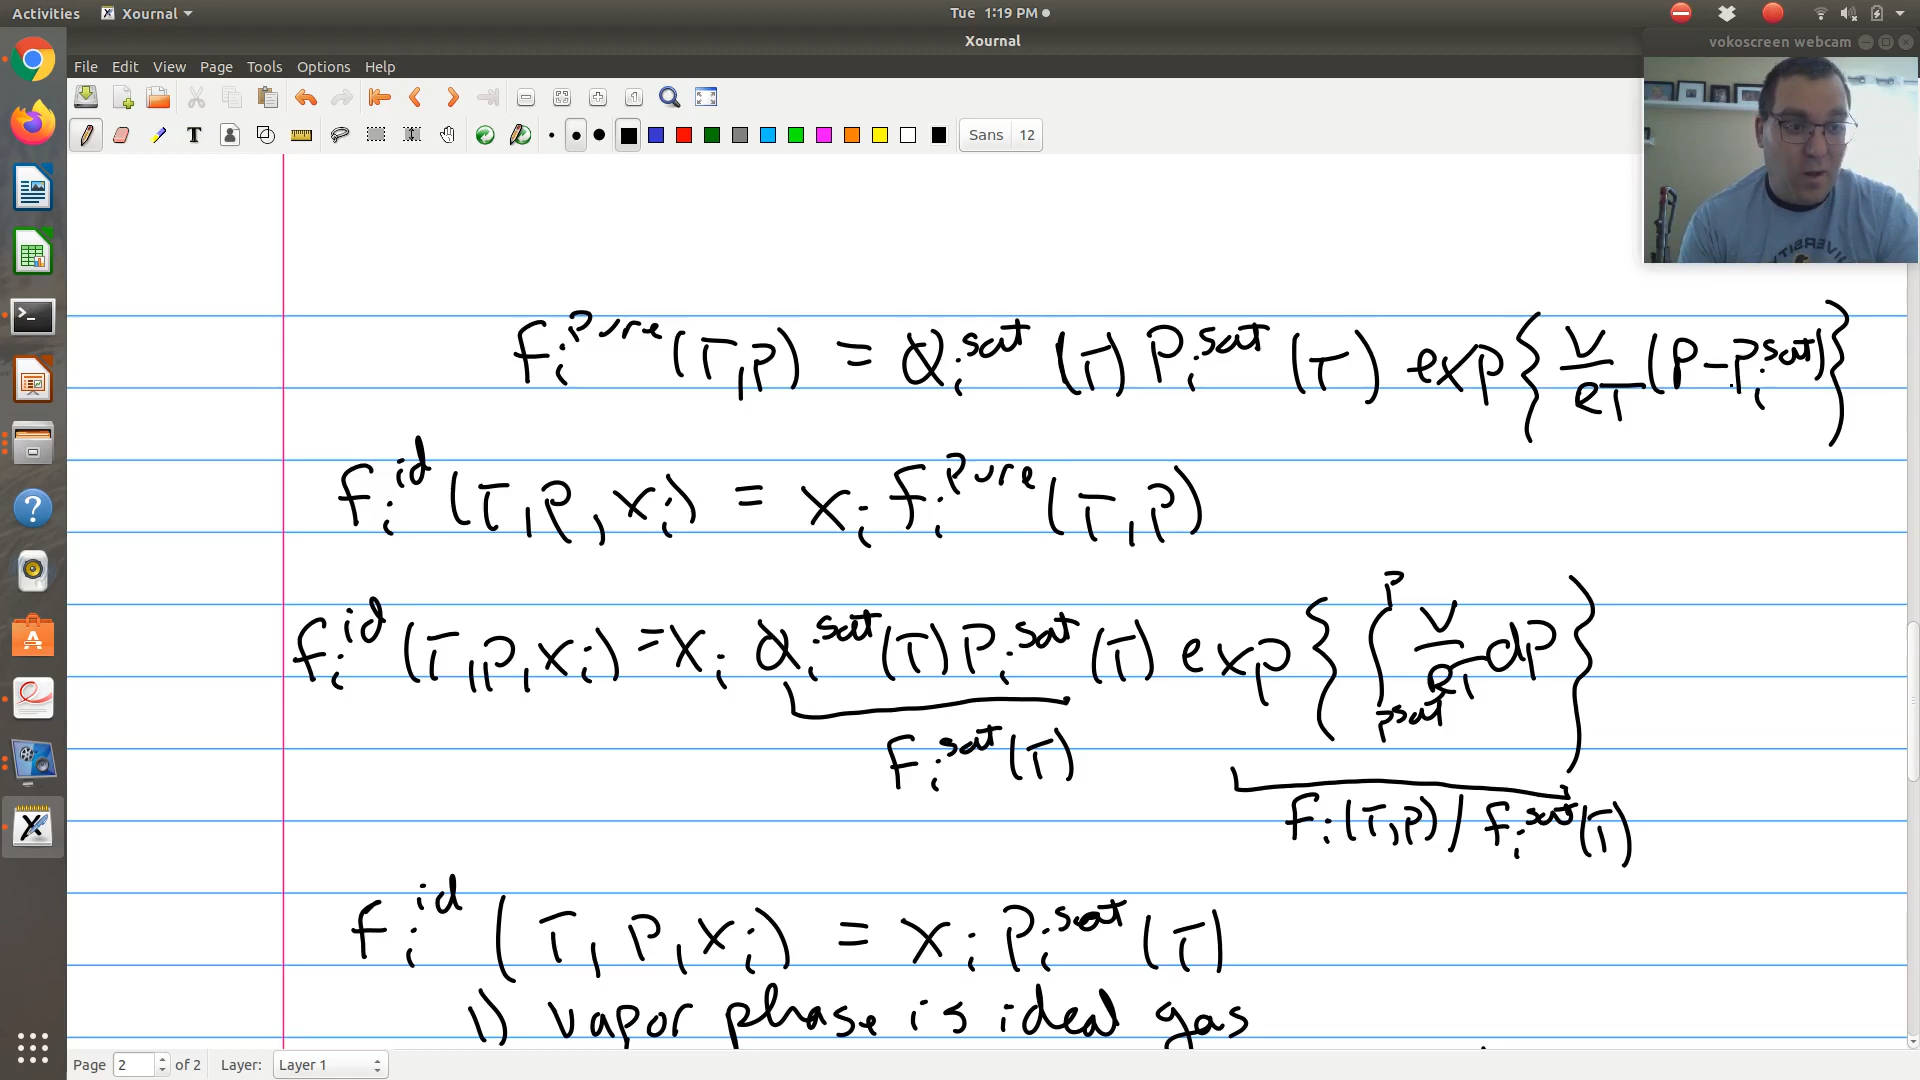 Activities Xournal Tue 1:19 PM
Xournal
vokoscreen webcam
File Edit View Page Tools Options Help
Sans 12
f_i^pure (T,P) = φ_i^sat (T) P_i^sat (T) exp{ V/RT (P-P_i^sat) }
f_i^id (T,P,x_i) = x_i f_i^pure (T,P)
f_i^id (T,P,x_i) = x_i φ_i^sat (T) P_i^sat (T) exp{ ∫_psat^P V/RT dP }
f_i^sat (T)
f_i (T,P) / f_i^sat (T)
f_i^id (T,P,x_i) = x_i P_i^sat (T)
1) vapor phase is ideal gas
Page 2 of 2 Layer: Layer 1